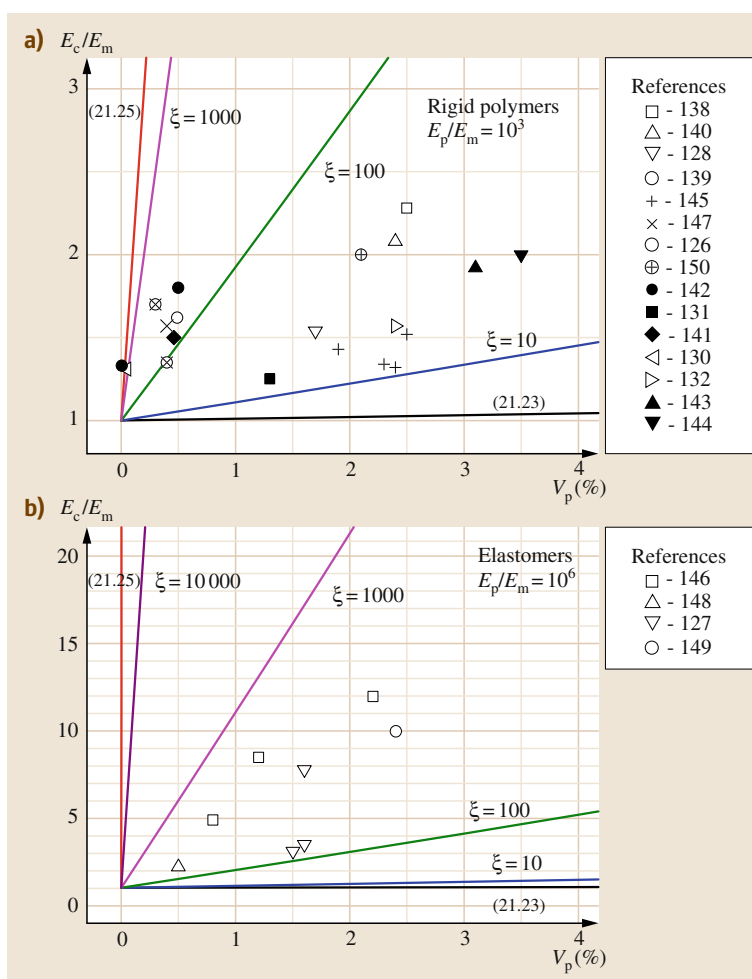 a) E_c/E_m
3
2
1
(21.25)
ξ = 1000
ξ = 100
Rigid polymers
E_p/E_m = 10^3
ξ = 10
(21.23)
0 1 2 3 4
V_p (%)
References
- 138
- 140
- 128
- 139
- 145
- 147
- 126
- 150
- 142
- 131
- 141
- 130
- 132
- 143
- 144
b) E_c/E_m
20
15
10
5
0
(21.25)
ξ = 10 000
ξ = 1000
Elastomers
E_p/E_m = 10^6
ξ = 100
ξ = 10
(21.23)
0 1 2 3 4
V_p (%)
References
- 146
- 148
- 127
- 149